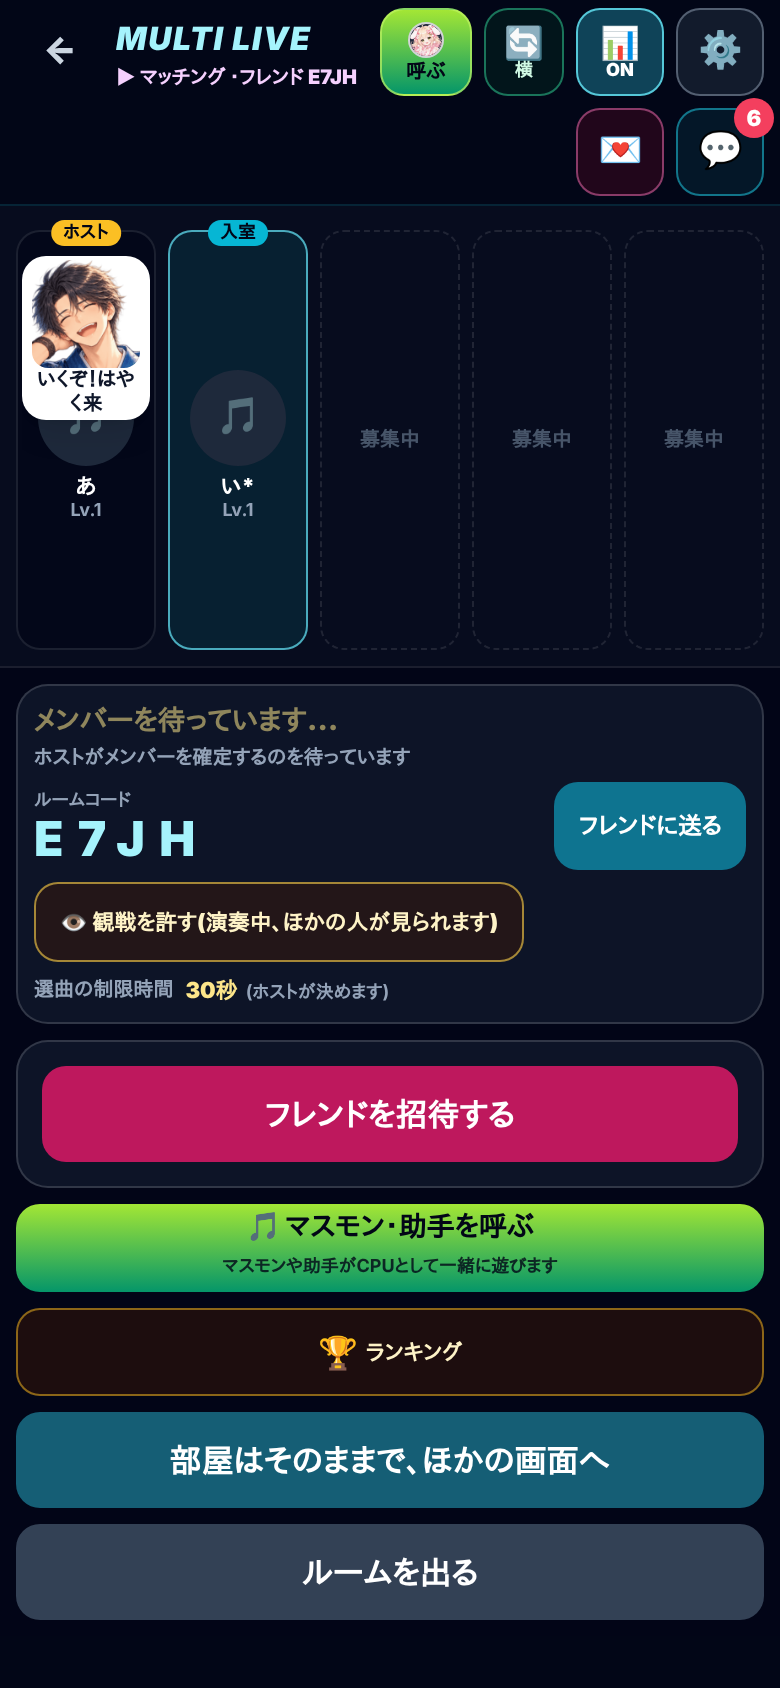 MULTI LIVE
▶ マッチング ・フレンド E7JH
呼ぶ
横
ON
6
ホスト
入室
いくぞ!はや
く来
あ
Lv.1
い*
Lv.1
募集中
募集中
募集中
メンバーを待っています...
ホストがメンバーを確定するのを待っています
ルームコード
E7JH
フレンドに送る
観戦を許す(演奏中、ほかの人が見られます)
選曲の制限時間 30秒 (ホストが決めます)
フレンドを招待する
マスモン・助手を呼ぶ
マスモンや助手がCPUとして一緒に遊びます
ランキング
部屋はそのままで、ほかの画面へ
ルームを出る